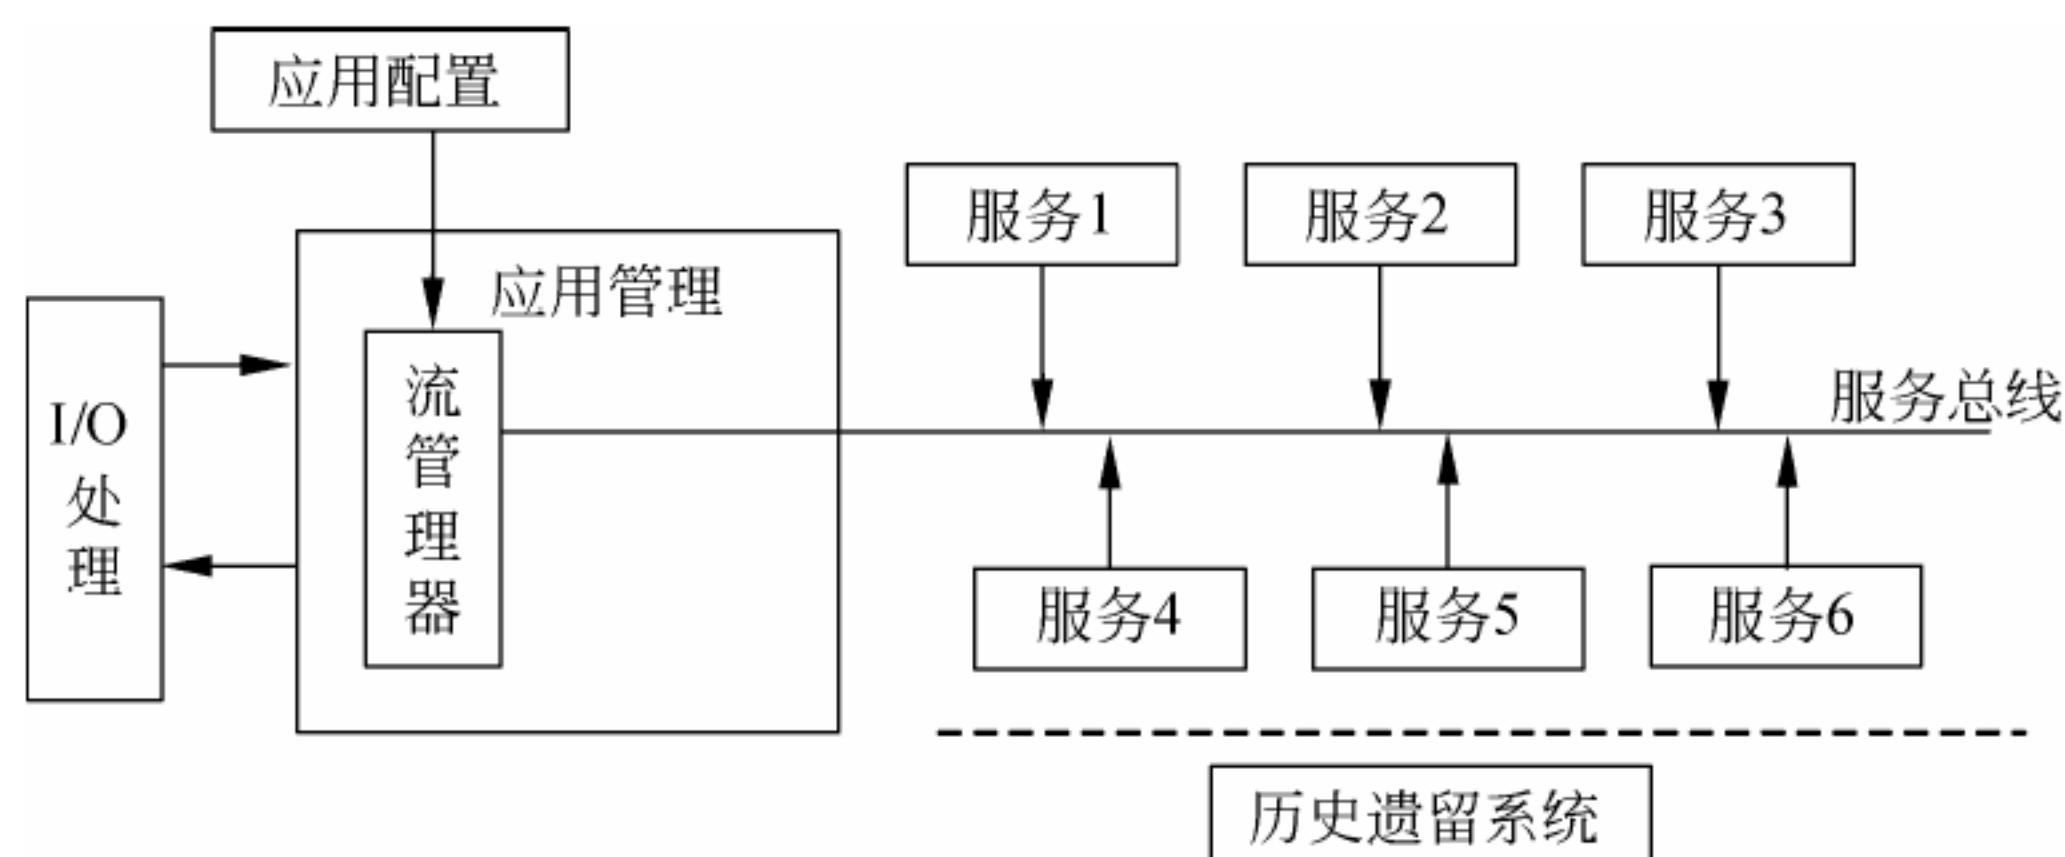 应用配置
服务1
服务2
服务3
应用管理
流管理器
I/O处理
服务总线
服务4
服务5
服务6
历史遗留系统